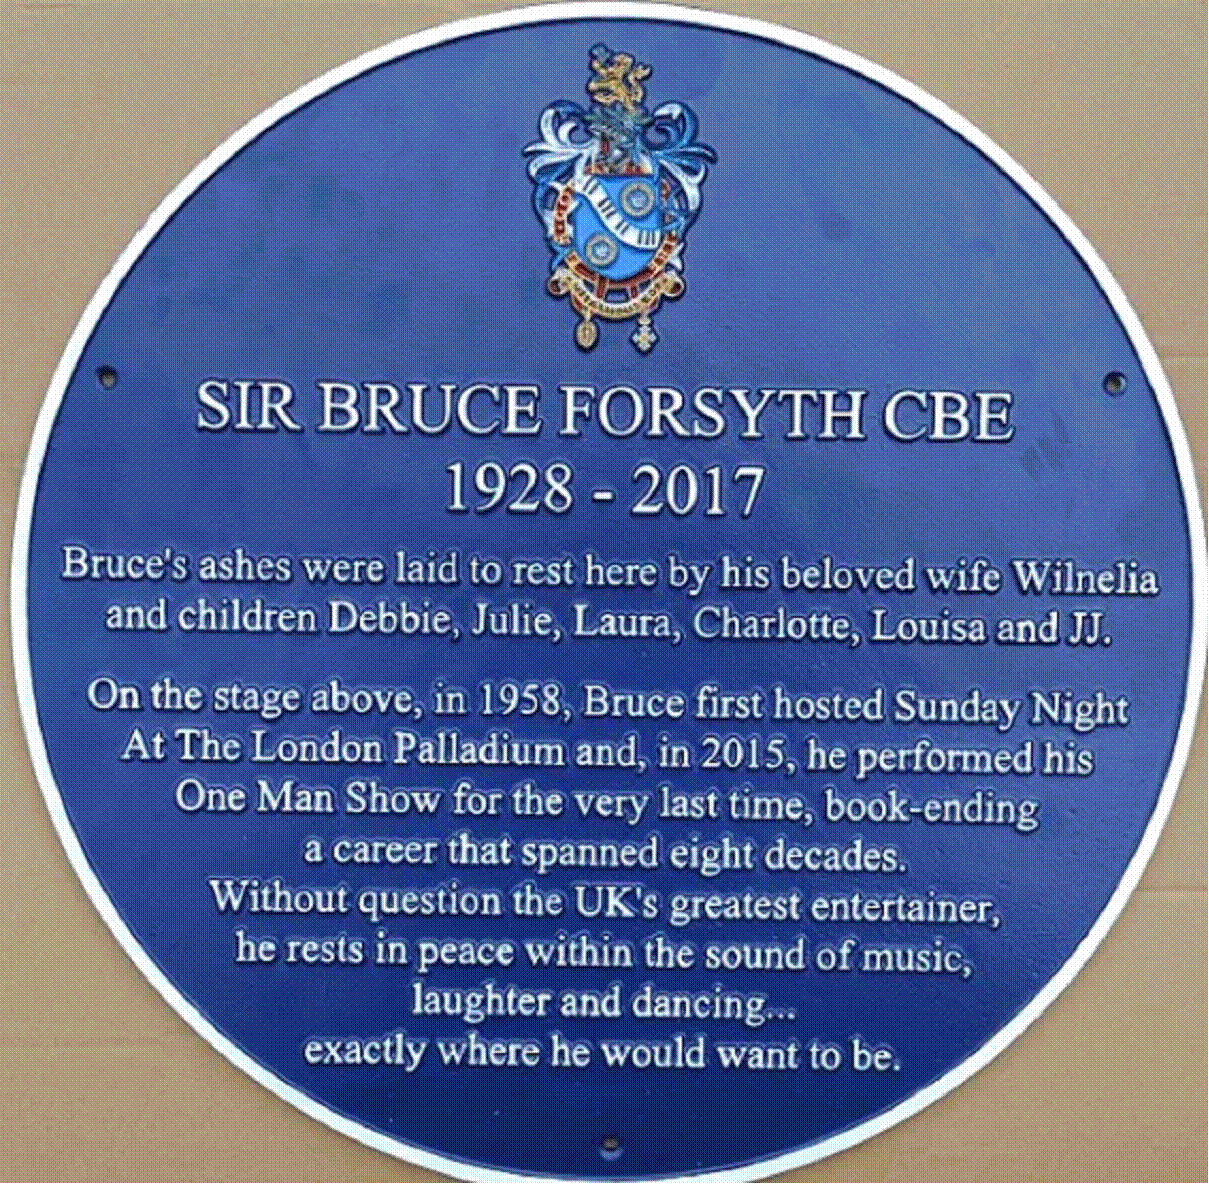 SIR BRUCE FORSYTH CBE
1928 - 2017
Bruce's ashes were laid to rest here by his beloved wife Wilnelia
and children Debbie, Julie, Laura, Charlotte, Louisa and JJ.
On the stage above, in 1958, Bruce first hosted Sunday Night
At The London Palladium and, in 2015, he performed his
One Man Show for the very last time, book-ending
a career that spanned eight decades.
Without question the UK's greatest entertainer,
he rests in peace within the sound of music,
laughter and dancing...
exactly where he would want to be.